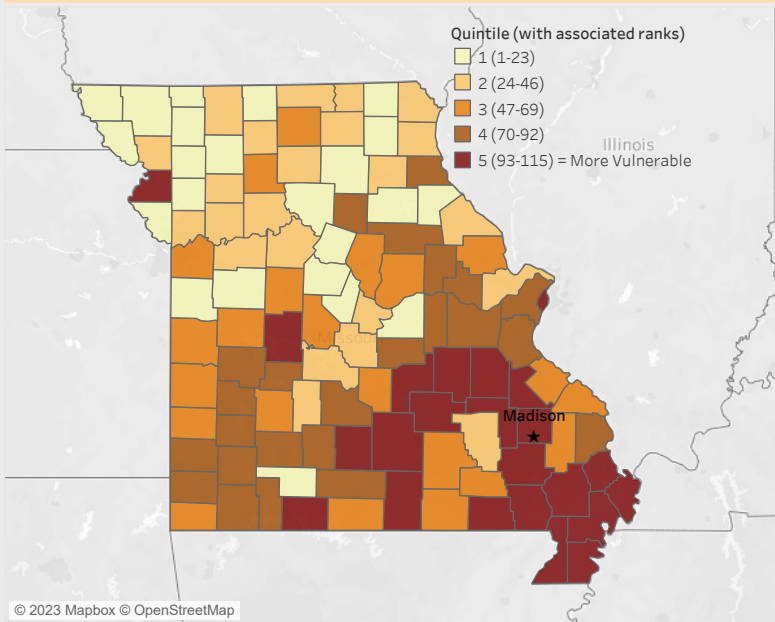 Quintile (with associated ranks)
1 (1-23)
2 (24-46)
3 (47-69)
4 (70-92)
5 (93-115) = More Vulnerable
Illinois
Missou
Madison
© 2023 Mapbox © OpenStreetMap